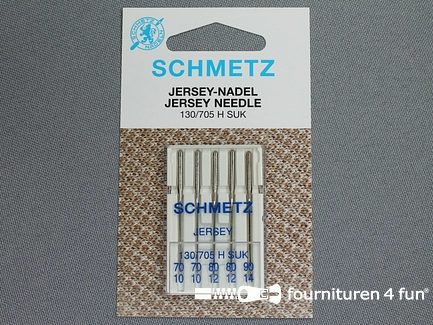 SCHMETZ
SCHMETZ
JERSEY-NADEL
JERSEY NEEDLE
130/705 H SUK
SCHMETZ
JERSEY
130/705 H SUK
70 70 80 80 90
10 10 12 12 14
© fournituren 4 fun®